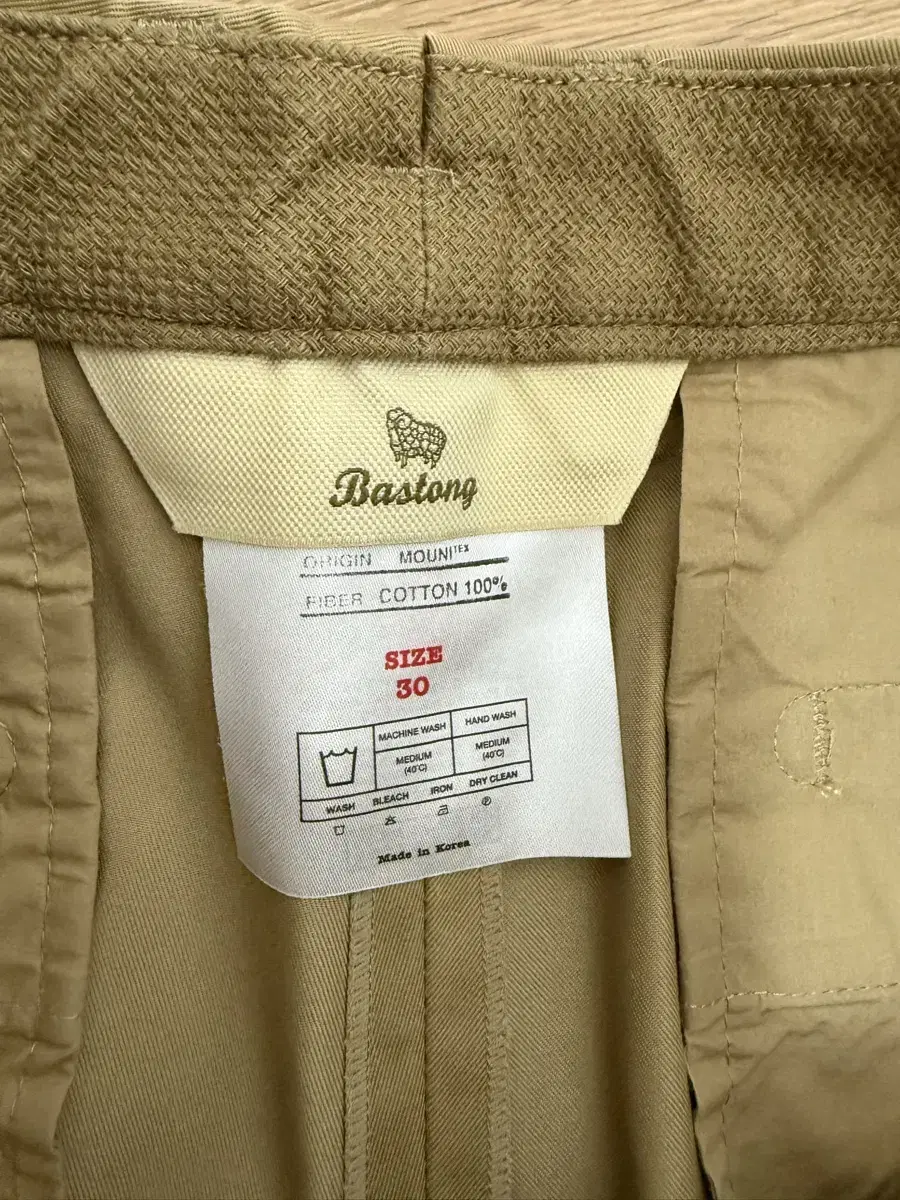 Bastong
ORIGIN MOUNITEX
FIBER COTTON 100%
SIZE
30
MACHINE WASH HAND WASH
MEDIUM (40°C) MEDIUM (40°C)
WASH BLEACH IRON DRY CLEAN
Made in Korea